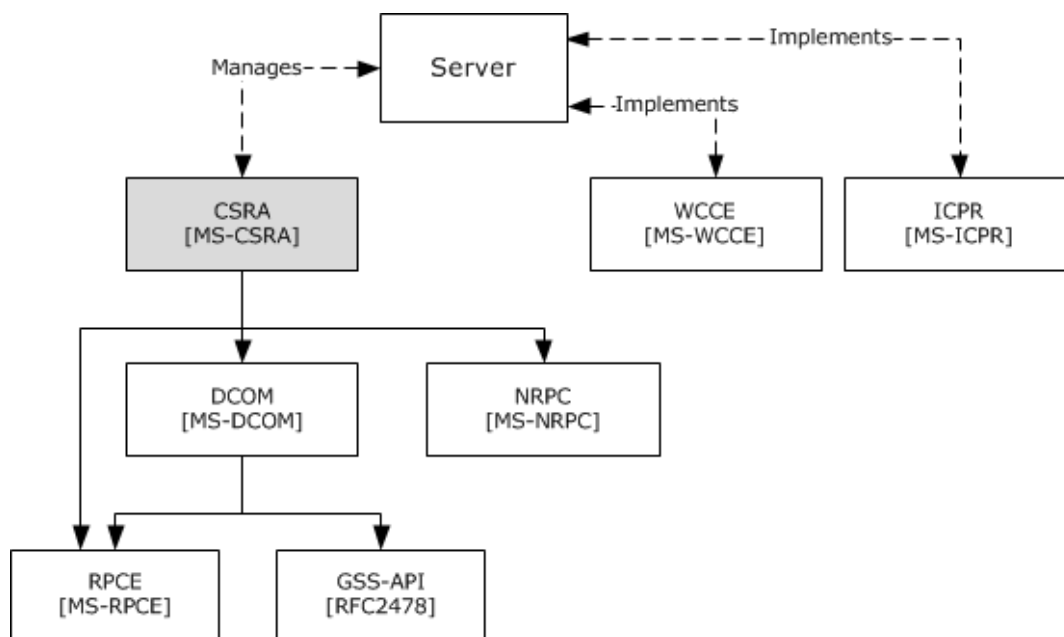 Server
Implements
Manages
Implements
CSRA
[MS-CSRA]
WCCE
[MS-WCCE]
ICPR
[MS-ICPR]
DCOM
[MS-DCOM]
NRPC
[MS-NRPC]
RPCE
[MS-RPCE]
GSS-API
[RFC2478]